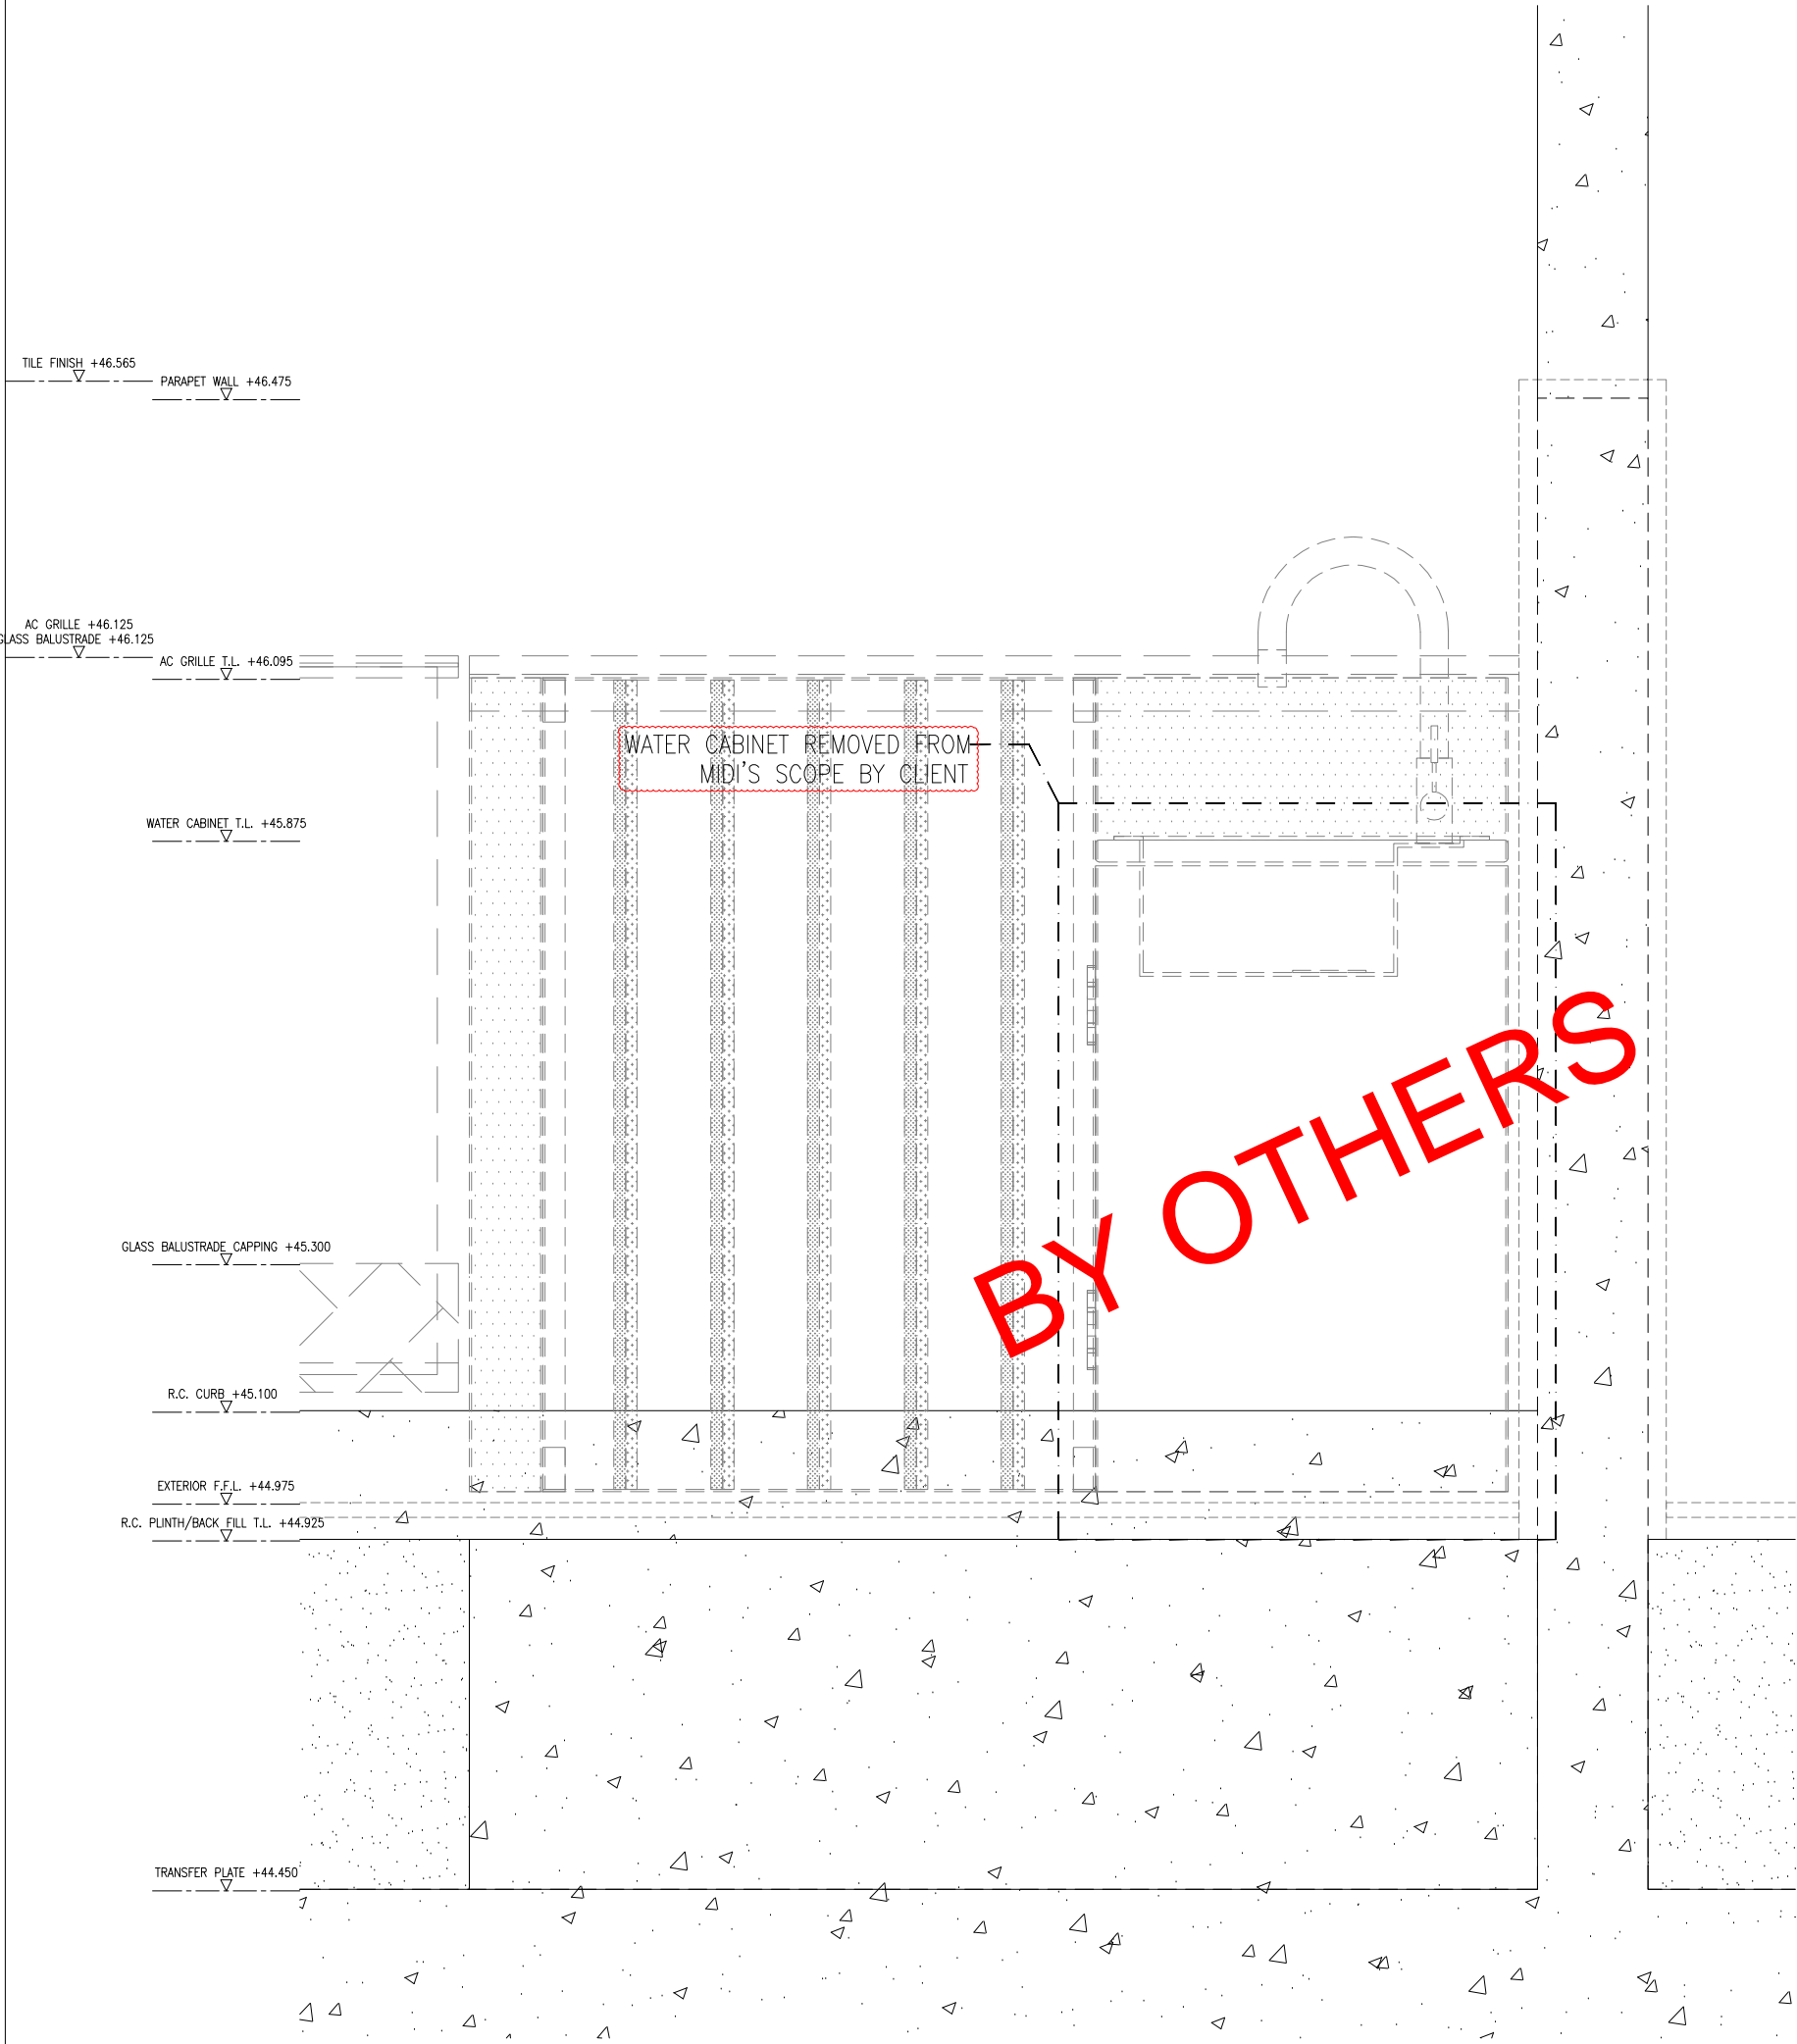 TILE FINISH +46.565
PARAPET WALL +46.475
AC GRILLE +46.125
GLASS BALUSTRADE +46.125
AC GRILLE T.L. +46.095
WATER CABINET REMOVED FROM
MIDI'S SCOPE BY CLIENT
WATER CABINET T.L. +45.875
BY OTHERS
GLASS BALUSTRADE CAPPING +45.300
R.C. CURB +45.100
EXTERIOR F.F.L. +44.975
R.C. PLINTH/BACK FILL T.L. +44.925
TRANSFER PLATE +44.450